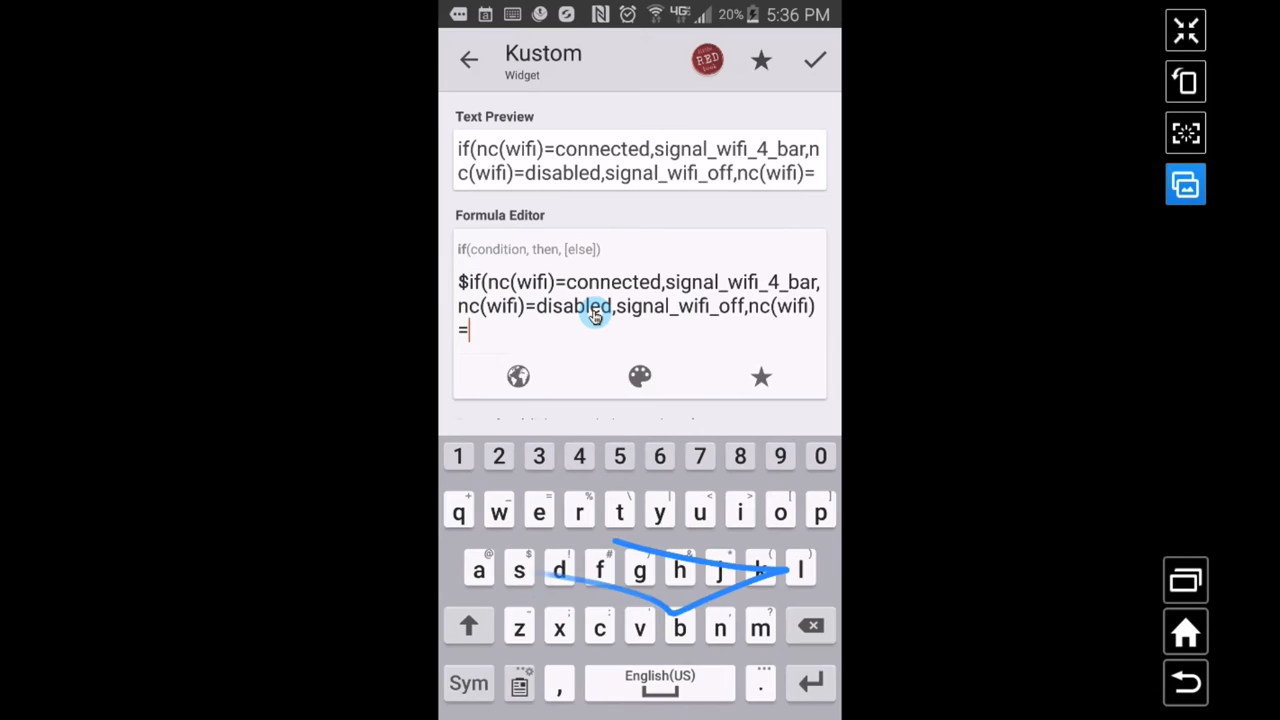 20% 5:36 PM
Kustom
Widget
RED
Text Preview
if(nc(wifi)=connected,signal_wifi_4_bar,n
c(wifi)=disabled,signal_wifi_off,nc(wifi)=
Formula Editor
if(condition, then, [else])
$if(nc(wifi)=connected,signal_wifi_4_bar,
nc(wifi)=disabled,signal_wifi_off,nc(wifi)
=
1 2 3 4 5 6 7 8 9 0
q w e r t y u i o p
a s d f g h j k l
z x c v b n m
Sym , English(US) .